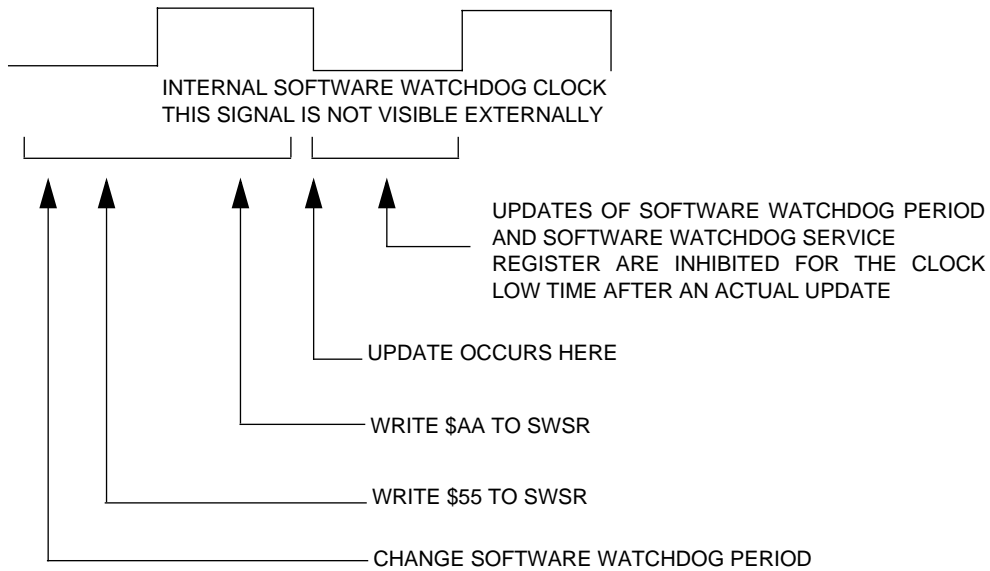 INTERNAL SOFTWARE WATCHDOG CLOCK
THIS SIGNAL IS NOT VISIBLE EXTERNALLY
UPDATES OF SOFTWARE WATCHDOG PERIOD
AND SOFTWARE WATCHDOG SERVICE
REGISTER ARE INHIBITED FOR THE CLOCK
LOW TIME AFTER AN ACTUAL UPDATE
UPDATE OCCURS HERE
WRITE $AA TO SWSR
WRITE $55 TO SWSR
CHANGE SOFTWARE WATCHDOG PERIOD